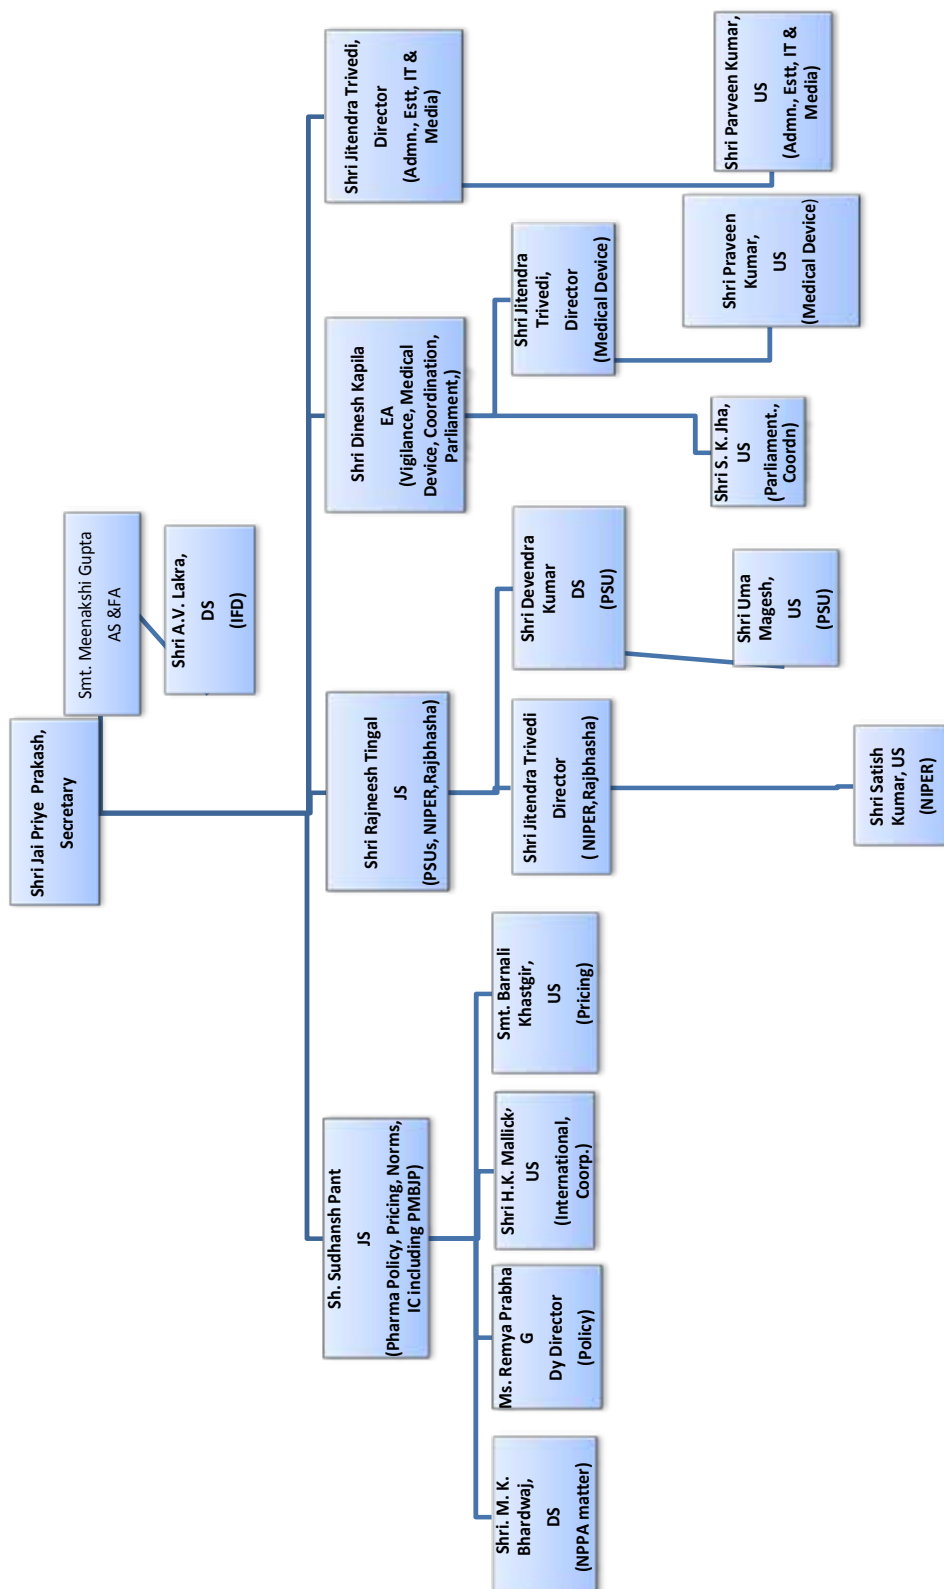 Shri Jai Priye Prakash,
Secretary
Smt. Meenakshi Gupta
AS &FA
Shri A.V. Lakra,
DS
(IFD)
Sh. Sudhansh Pant
JS
(Pharma Policy, Pricing, Norms,
IC including PMBJP)
Shri Rajneesh Tingal
JS
(PSUs, NIPER,Rajbhasha)
Shri Dinesh Kapila
EA
(Vigilance, Medical
Device, Coordination,
Parliament,)
Shri Jitendra Trivedi,
Director
(Admn., Estt, IT &
Media)
Shri. M. K.
Bhardwaj,
DS
(NPPA matter)
Ms. Remya Prabha
G
Dy Director
(Policy)
Shri H.K. Mallick,
US
(International,
Coorp.)
Smt. Barnali
Khastgir,
US
(Pricing)
Shri Jitendra Trivedi
Director
( NIPER,Rajbhasha)
Shri Devendra
Kumar
DS
(PSU)
Shri Jitendra
Trivedi,
Director
(Medical Device)
Shri Satish
Kumar, US
(NIPER)
Shri Uma
Magesh,
US
(PSU)
Shri S. K. Jha,
US
(Parliament.,
Coordn)
Shri Praveen
Kumar,
US
(Medical Device)
Shri Parveen Kumar,
US
(Admn., Estt, IT &
Media)